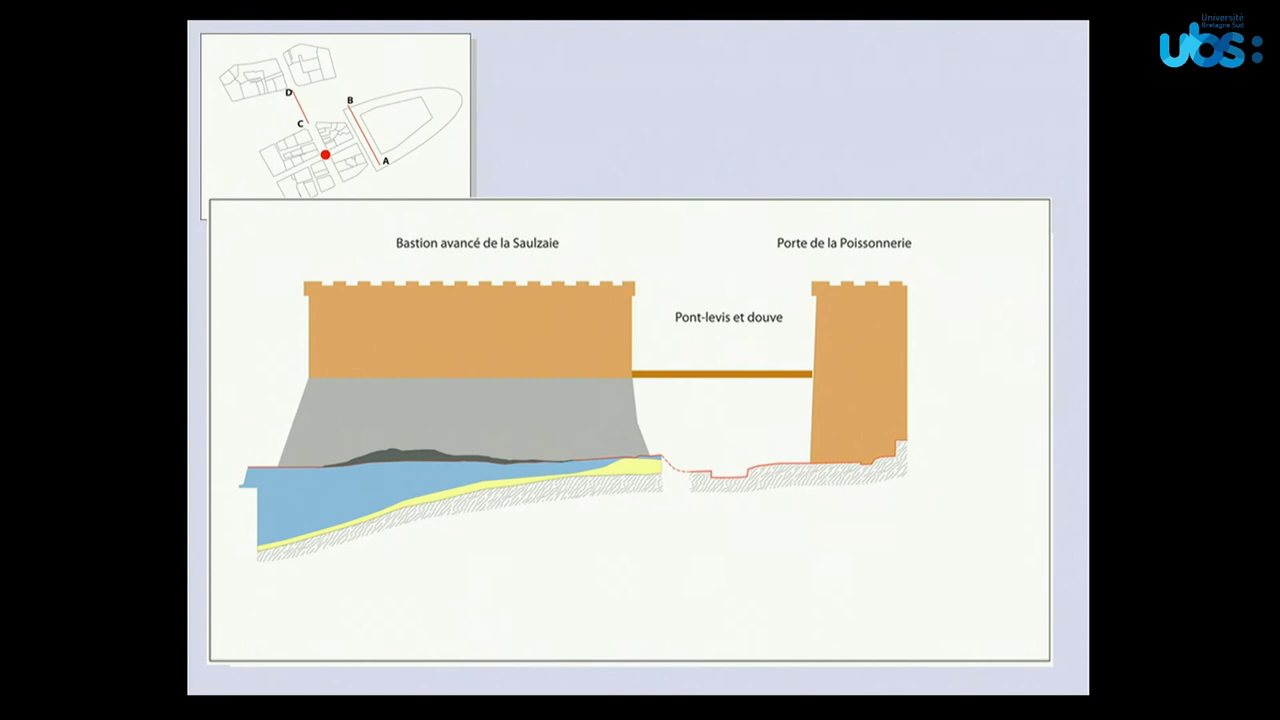 Université
Bretagne Sud
ubs:
D
B
C
A
Bastion avancé de la Saulzaie
Porte de la Poissonnerie
Pont-levis et douve